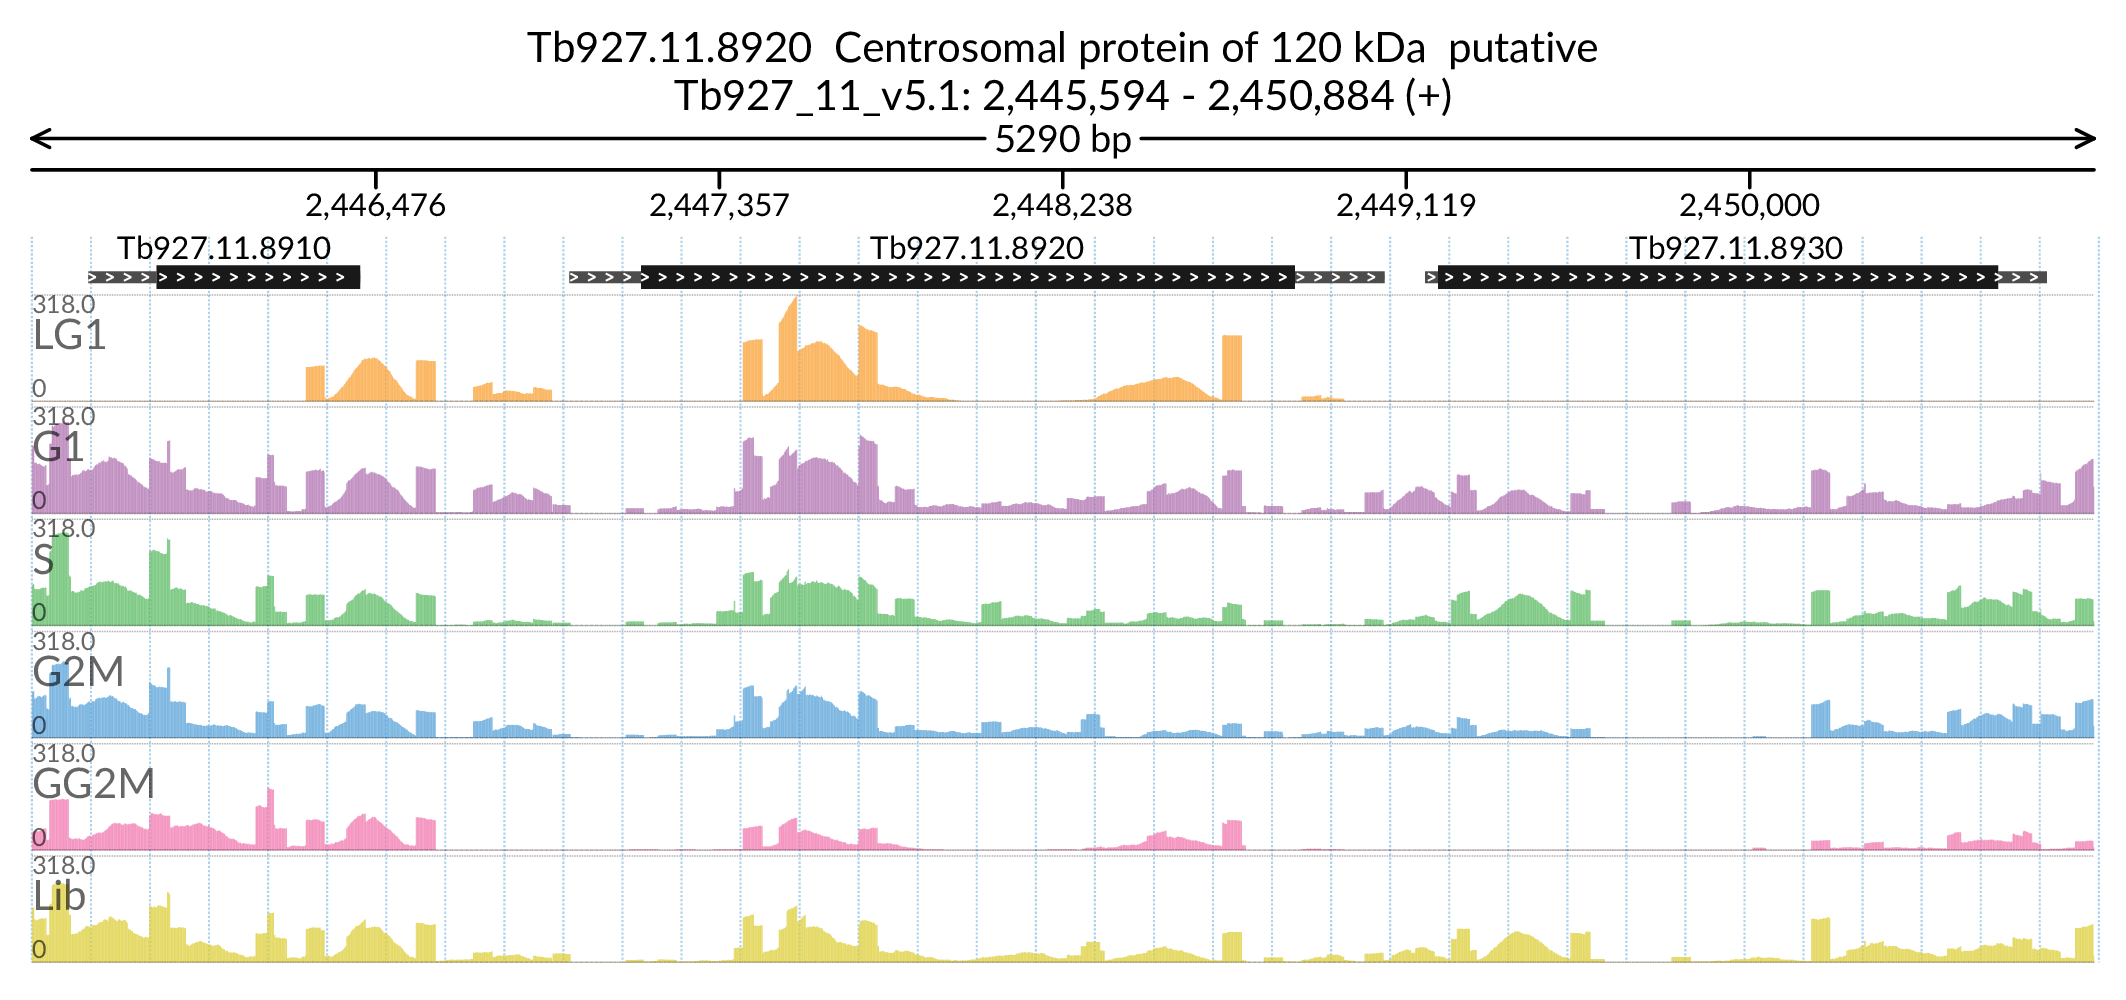 Tb927.11.8920  Centrosomal protein of 120 kDa  putative
Tb927_11_v5.1: 2,445,594 - 2,450,884 (+)
5290 bp
2,446,476 2,447,357 2,448,238 2,449,119 2,450,000
Tb927.11.8910 Tb927.11.8920 Tb927.11.8930
318.0
LG1
0
318.0
G1
0
318.0
S
0
318.0
G2M
0
318.0
GG2M
0
318.0
Lib
0